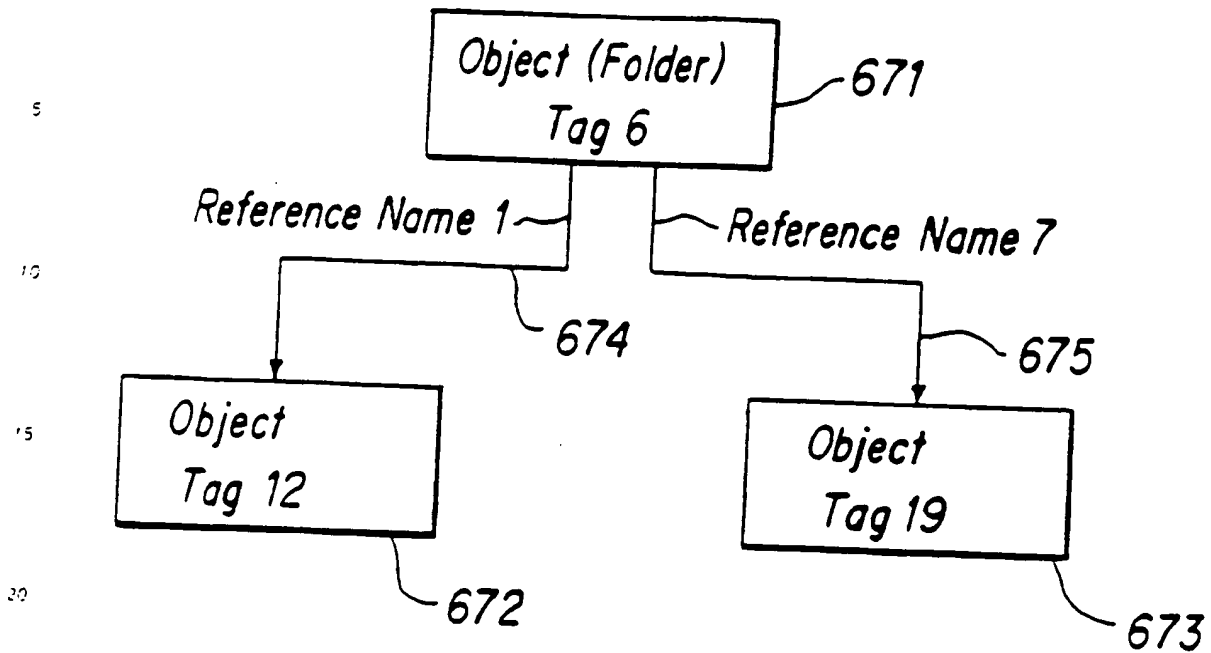 Object (Folder)
Tag 6
671
5
Reference Name 1
Reference Name 7
10
674
675
Object
Tag 12
15
Object
Tag 19
672
20
673